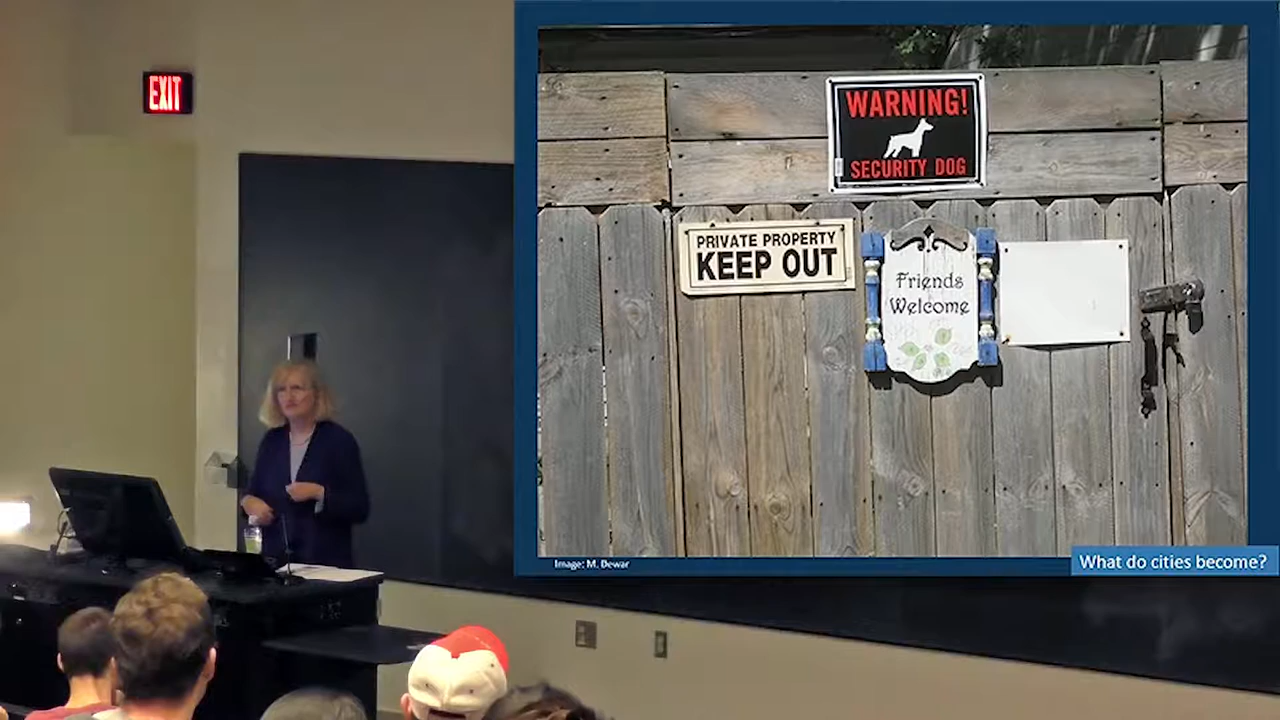 EXIT
WARNING!
SECURITY DOG
PRIVATE PROPERTY
KEEP OUT
Friends
Welcome
Image: M. Dewar
What do cities become?